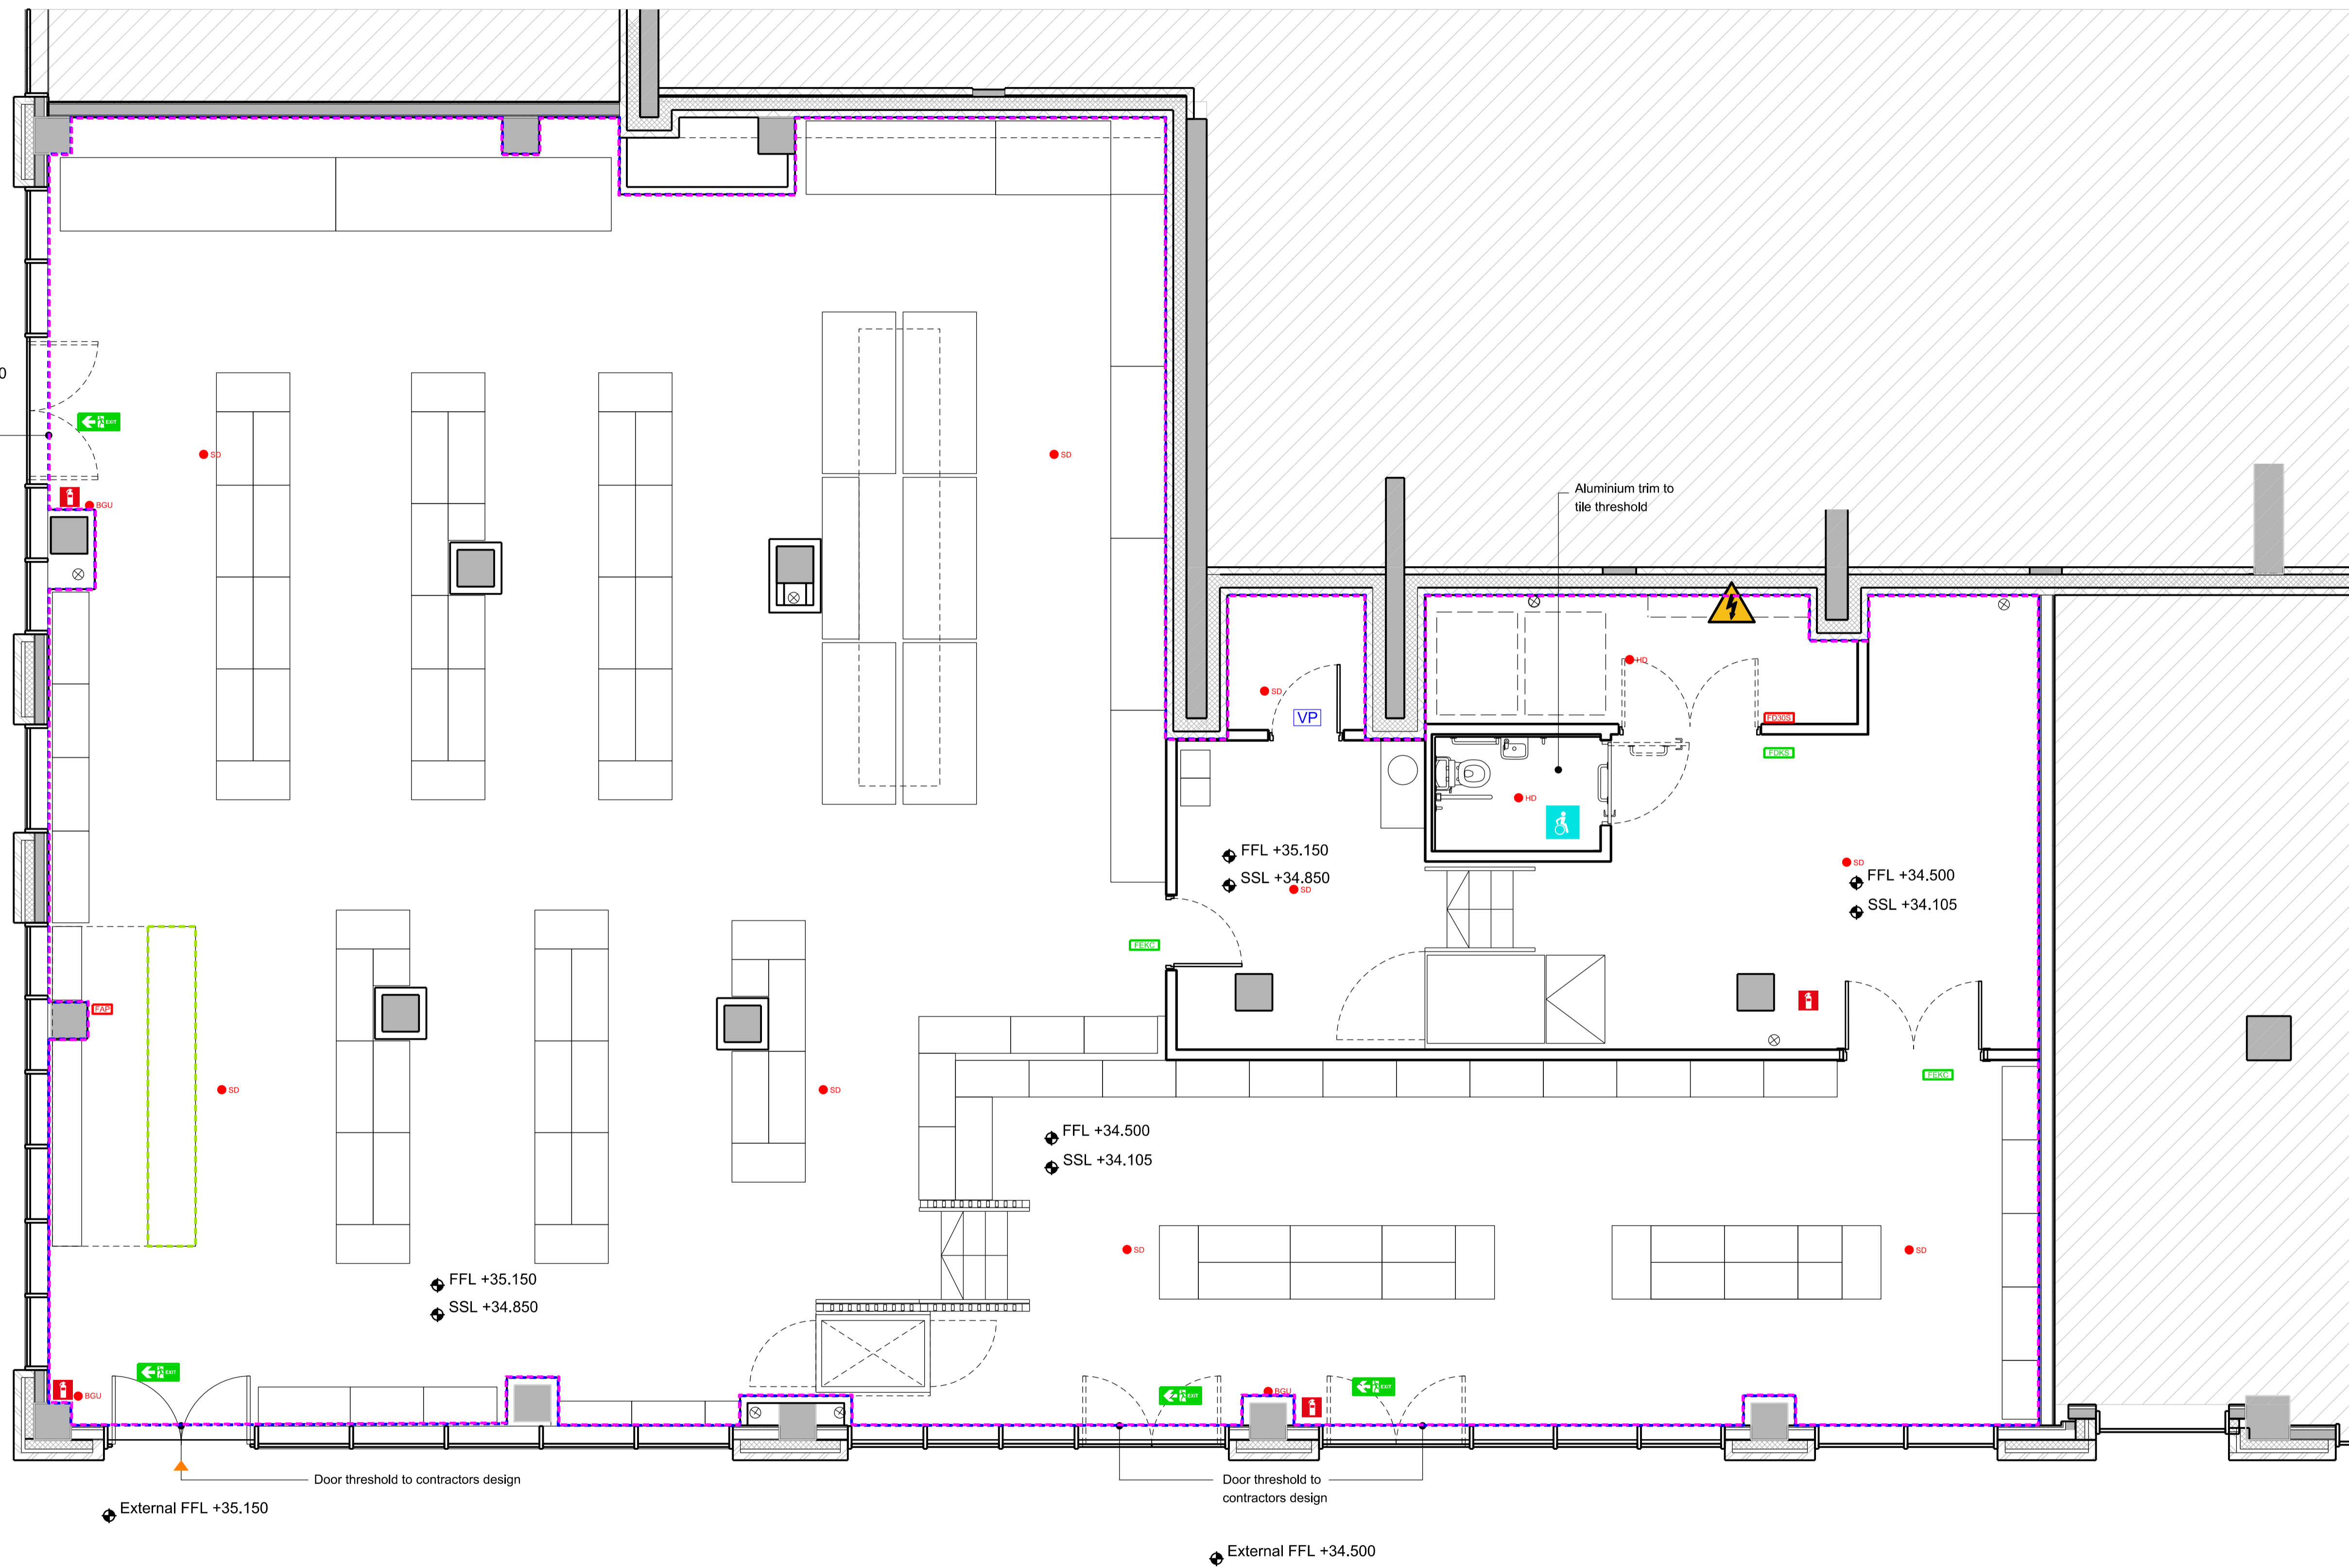 0
EXIT
SD
SD
BGU
Aluminium trim to
tile threshold
HD
SD
VP
FD30S
FDKS
HD
FFL +35.150
SSL +34.850
SD
SD
FFL +34.500
SSL +34.105
FEKC
FAP
SD
SD
FEKC
FFL +34.500
SSL +34.105
SD
SD
FFL +35.150
SSL +34.850
EXIT
BGU
EXIT
BGU
EXIT
Door threshold to contractors design
Door threshold to
contractors design
External FFL +35.150
External FFL +34.500